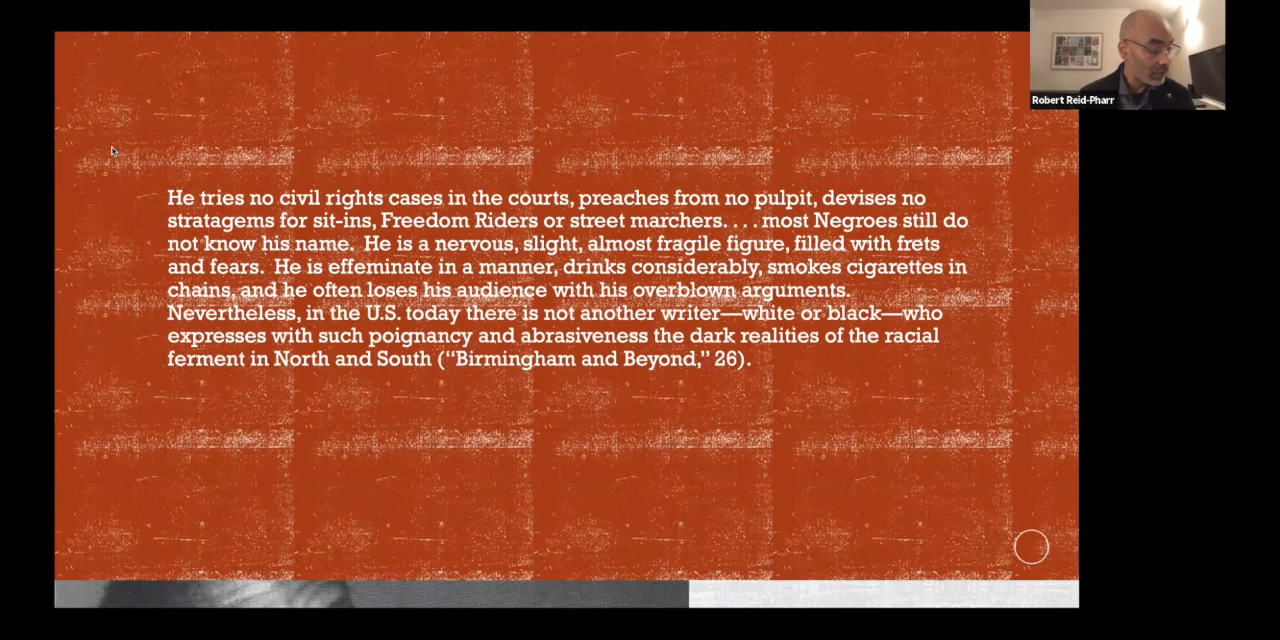 Robert Reid-Pharr
He tries no civil rights cases in the courts, preaches from no pulpit, devises no
stratagems for sit-ins, Freedom Riders or street marchers. . . . most Negroes still do
not know his name.  He is a nervous, slight, almost fragile figure, filled with frets
and fears.  He is effeminate in a manner, drinks considerably, smokes cigarettes in
chains, and he often loses his audience with his overblown arguments.
Nevertheless, in the U.S. today there is not another writer—white or black—who
expresses with such poignancy and abrasiveness the dark realities of the racial
ferment in North and South (“Birmingham and Beyond,” 26).